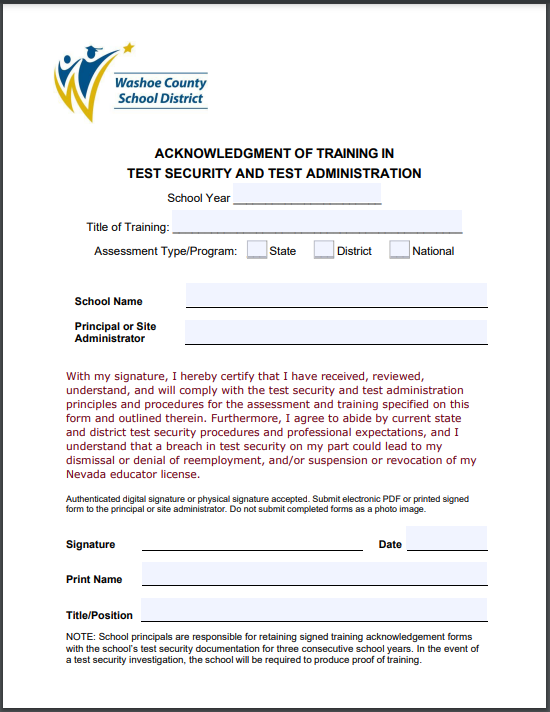 Washoe County
School District
ACKNOWLEDGMENT OF TRAINING IN
TEST SECURITY AND TEST ADMINISTRATION
School Year
Title of Training:
Assessment Type/Program: State District National
School Name
Principal or Site
Administrator
With my signature, I hereby certify that I have received, reviewed,
understand, and will comply with the test security and test administration
principles and procedures for the assessment and training specified on this
form and outlined therein. Furthermore, I agree to abide by current state
and district test security procedures and professional expectations, and I
understand that a breach in test security on my part could lead to my
dismissal or denial of reemployment, and/or suspension or revocation of my
Nevada educator license.
Authenticated digital signature or physical signature accepted. Submit electronic PDF or printed signed
form to the principal or site administrator. Do not submit completed forms as a photo image.
Signature Date
Print Name
Title/Position
NOTE: School principals are responsible for retaining signed training acknowledgement forms
with the school's test security documentation for three consecutive school years. In the event of
a test security investigation, the school will be required to produce proof of training.